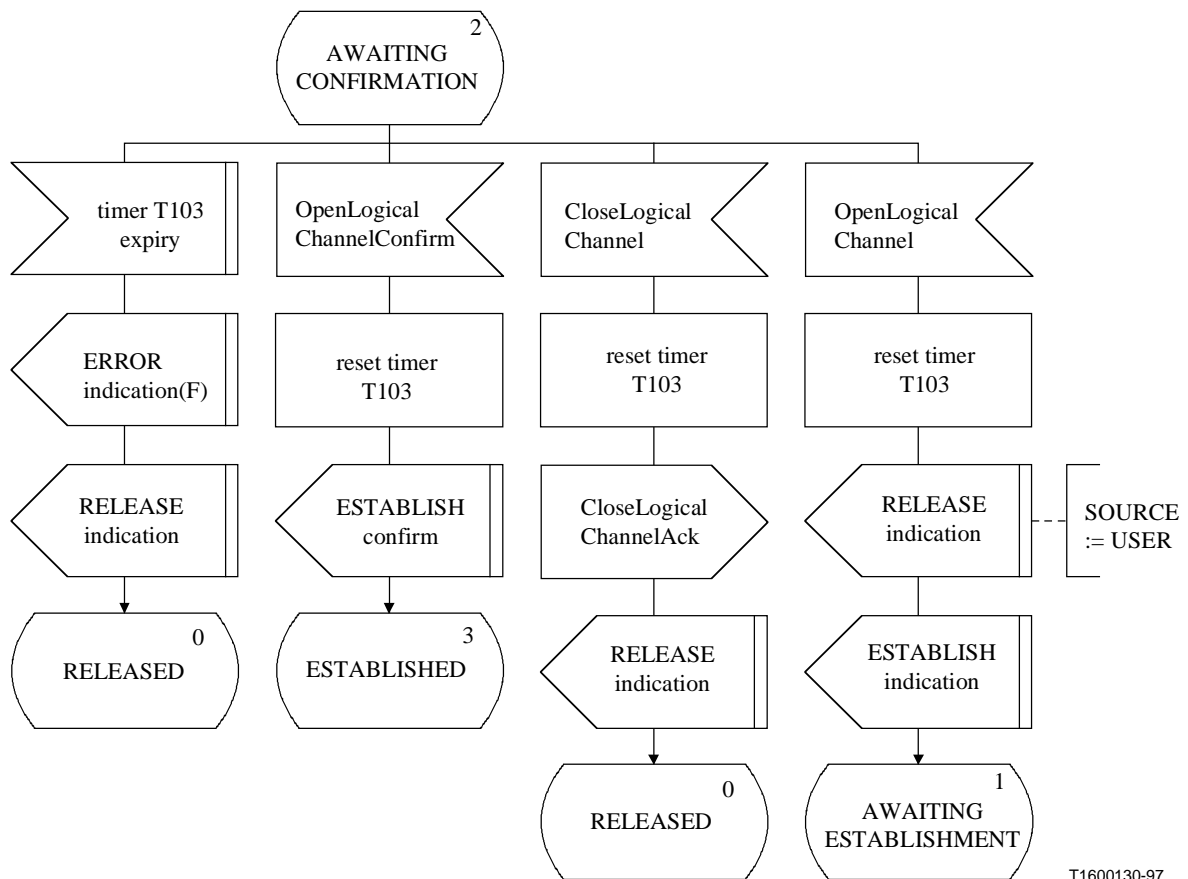 2
AWAITING
CONFIRMATION
timer T103
expiry
OpenLogical
ChannelConfirm
CloseLogical
Channel
OpenLogical
Channel
ERROR
indication(F)
reset timer
T103
reset timer
T103
reset timer
T103
RELEASE
indication
ESTABLISH
confirm
CloseLogical
ChannelAck
RELEASE
indication
SOURCE
:= USER
0
RELEASED
3
ESTABLISHED
RELEASE
indication
ESTABLISH
indication
0
RELEASED
1
AWAITING
ESTABLISHMENT
T1600130-97